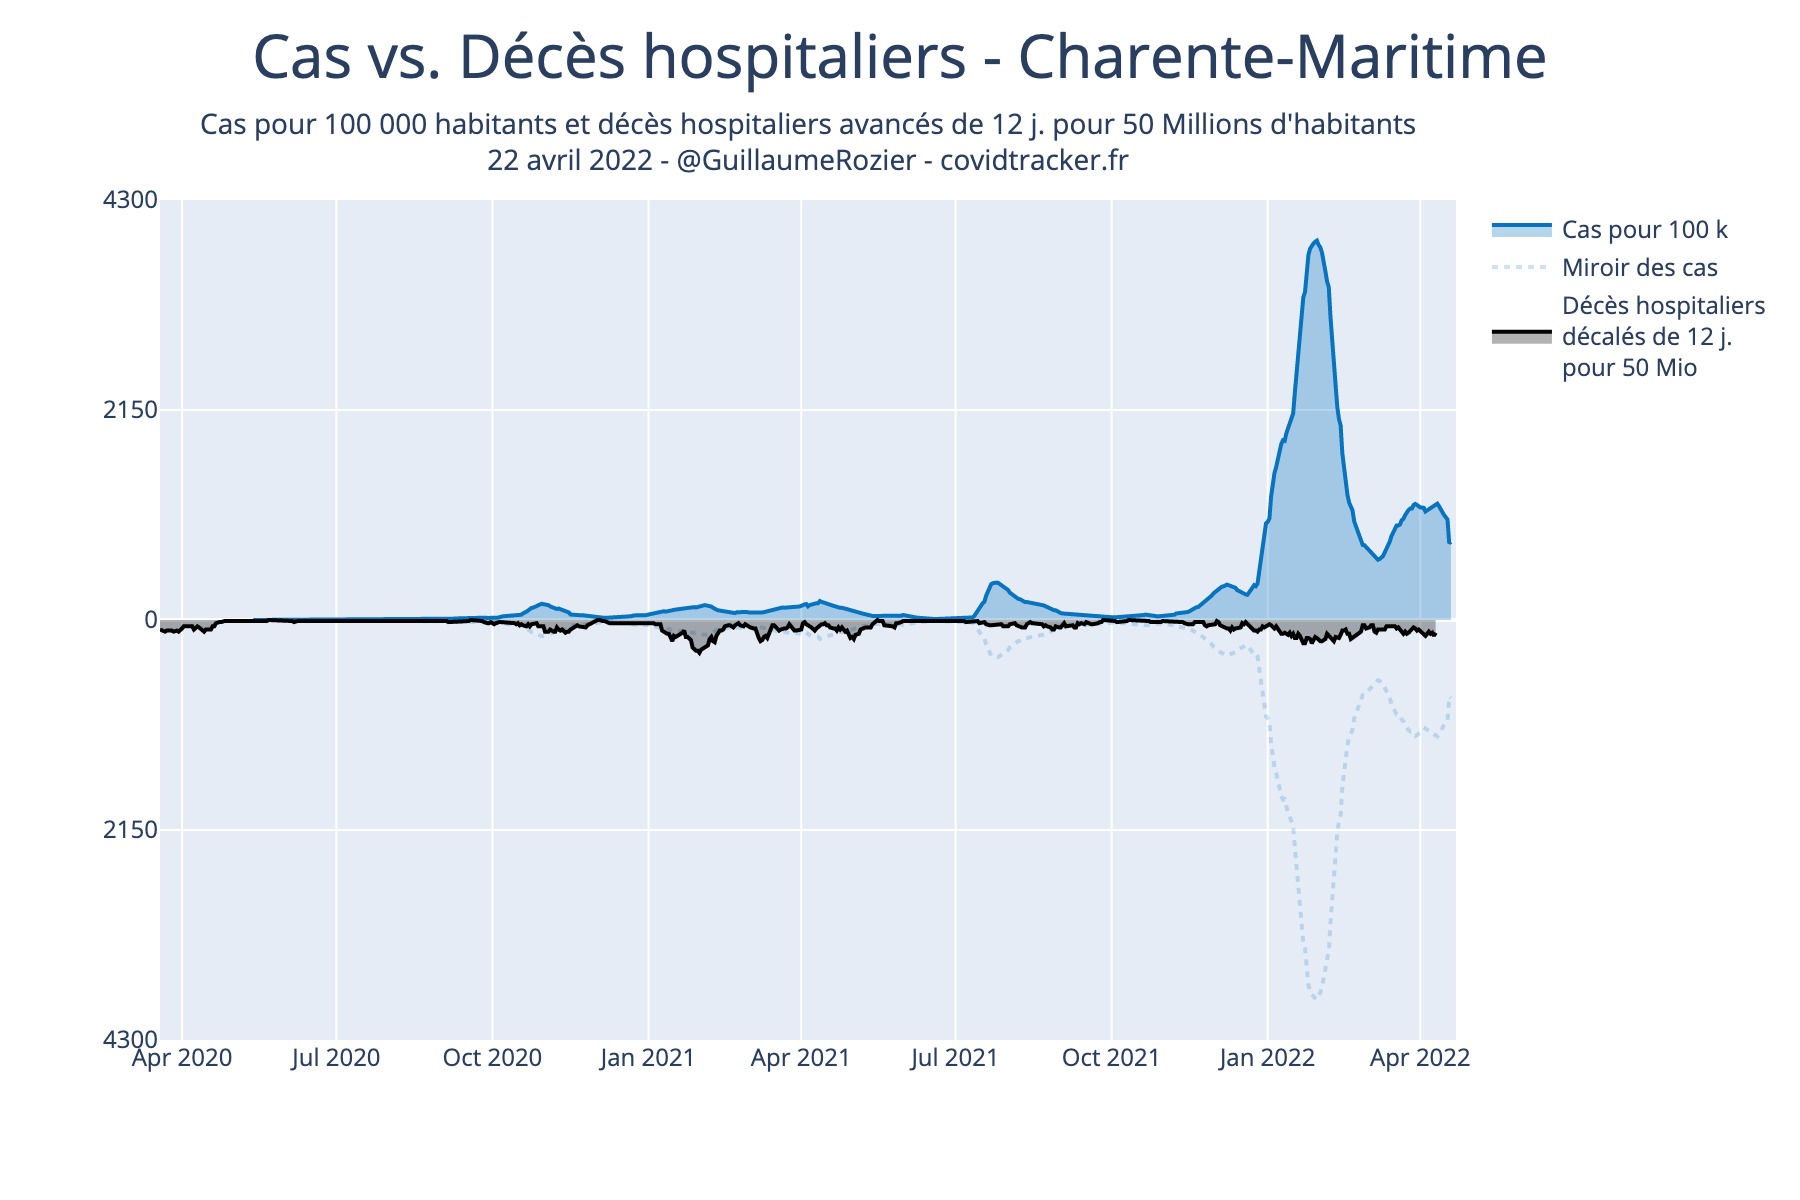 Cas vs. Décès hospitaliers - Charente-Maritime
Cas pour 100 000 habitants et décès hospitaliers avancés de 12 j. pour 50 Millions d'habitants
22 avril 2022 - @GuillaumeRozier - covidtracker.fr
4300
2150
0
2150
4300
Apr 2020
Jul 2020
Oct 2020
Jan 2021
Apr 2021
Jul 2021
Oct 2021
Jan 2022
Apr 2022
Cas pour 100 k
Miroir des cas
Décès hospitaliers
décalés de 12 j.
pour 50 Mio